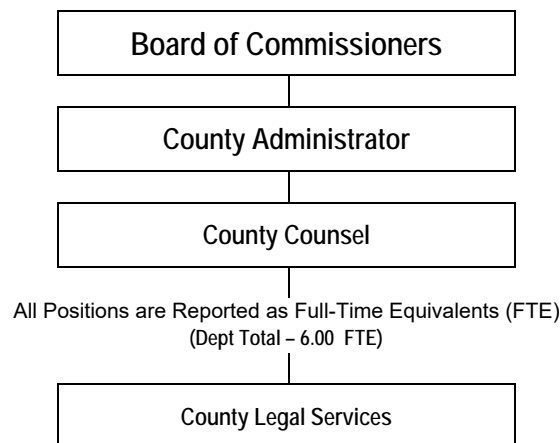 Board of Commissioners
County Administrator
County Counsel
All Positions are Reported as Full-Time Equivalents (FTE)
(Dept Total – 6.00 FTE)
County Legal Services